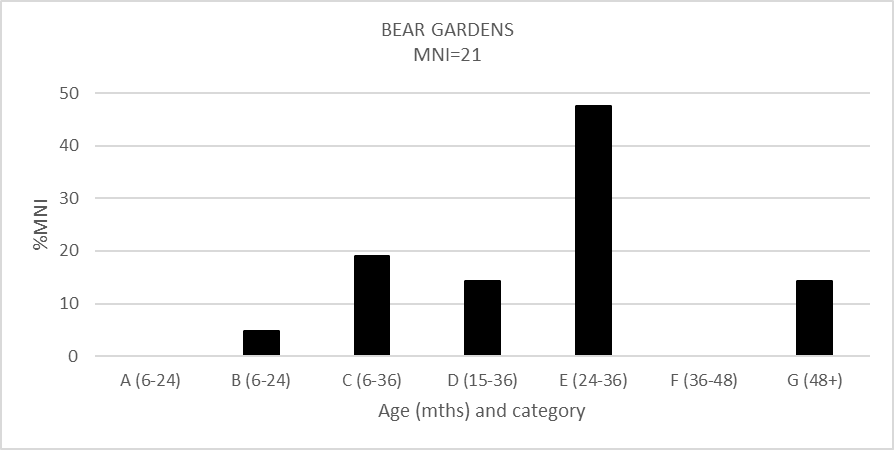 BEAR GARDENS
MNI=21
50
40
30
20
10
0
%MNI
A (6-24) B (6-24) C (6-36) D (15-36) E (24-36) F (36-48) G (48+)
Age (mths) and category